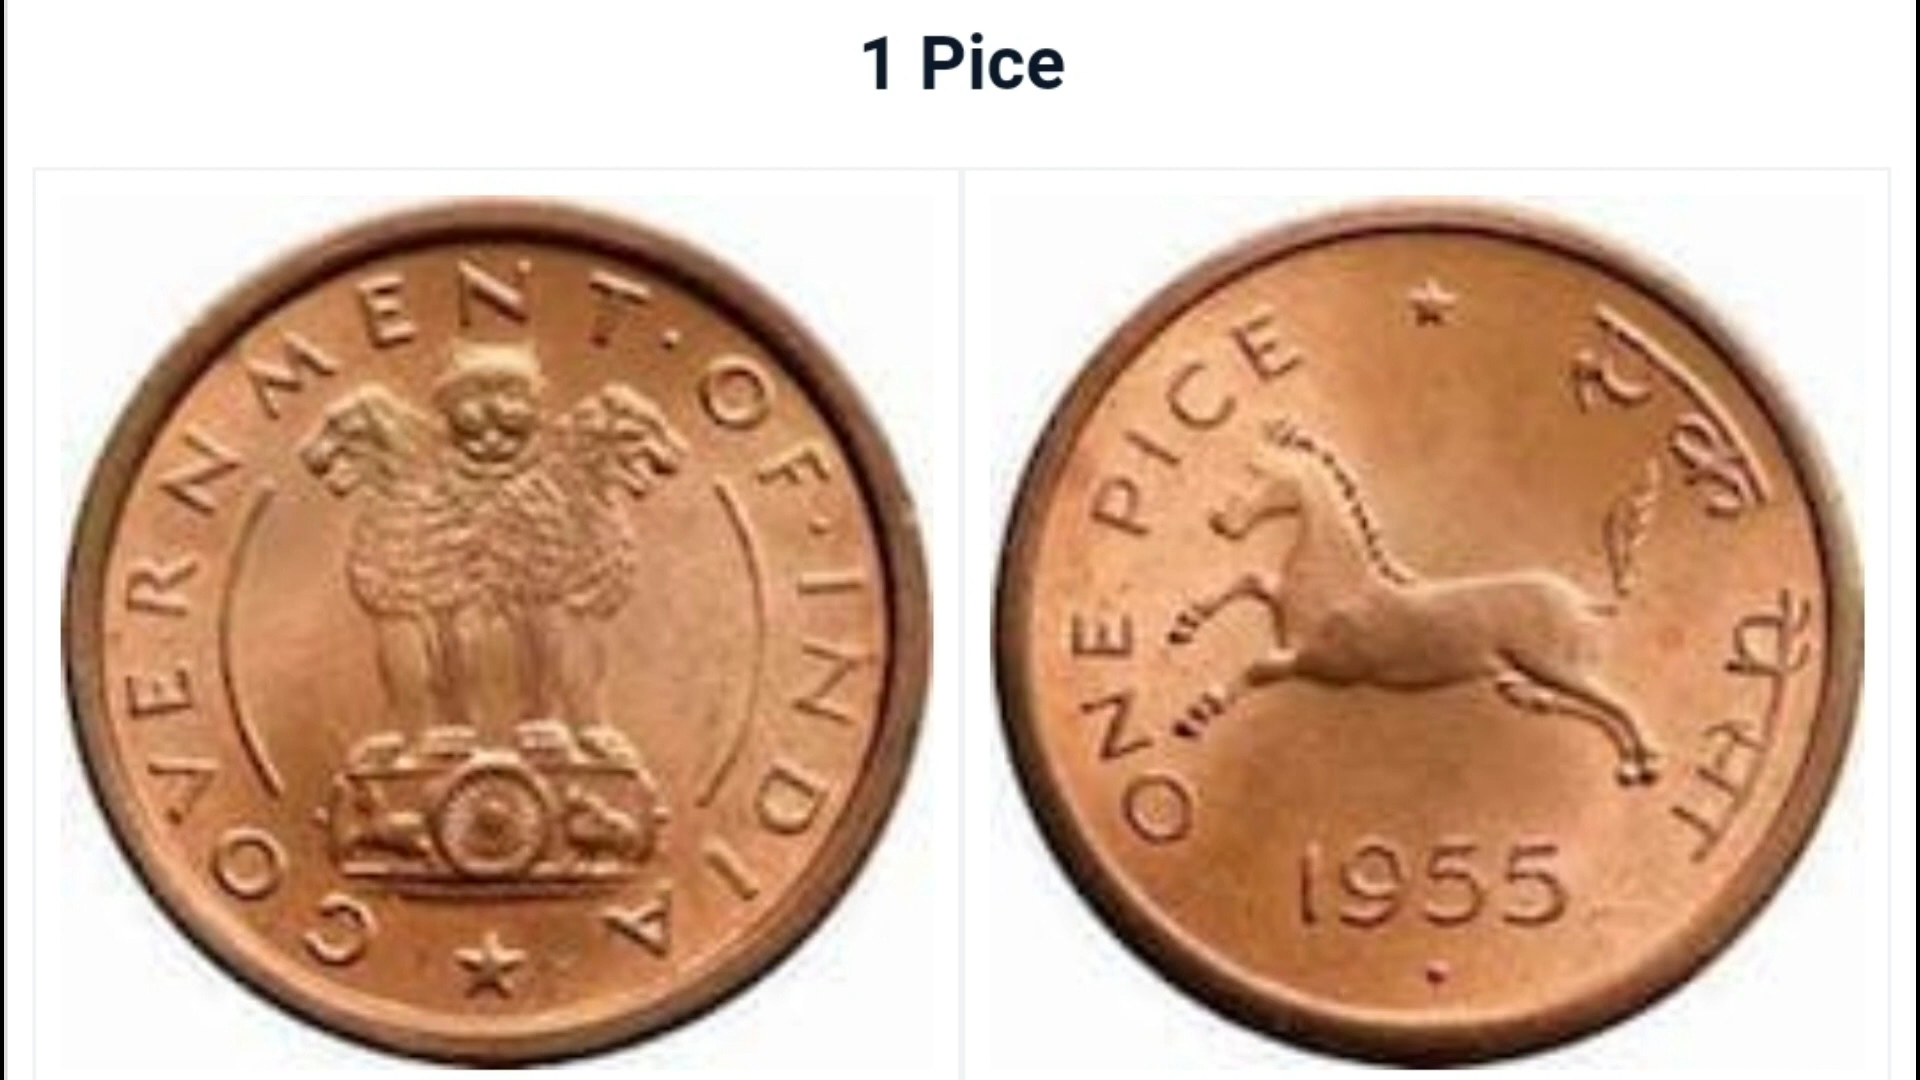 1 Pice
GOVERNMENT · OF · INDIA
ONE PICE
एक पैसा
1955